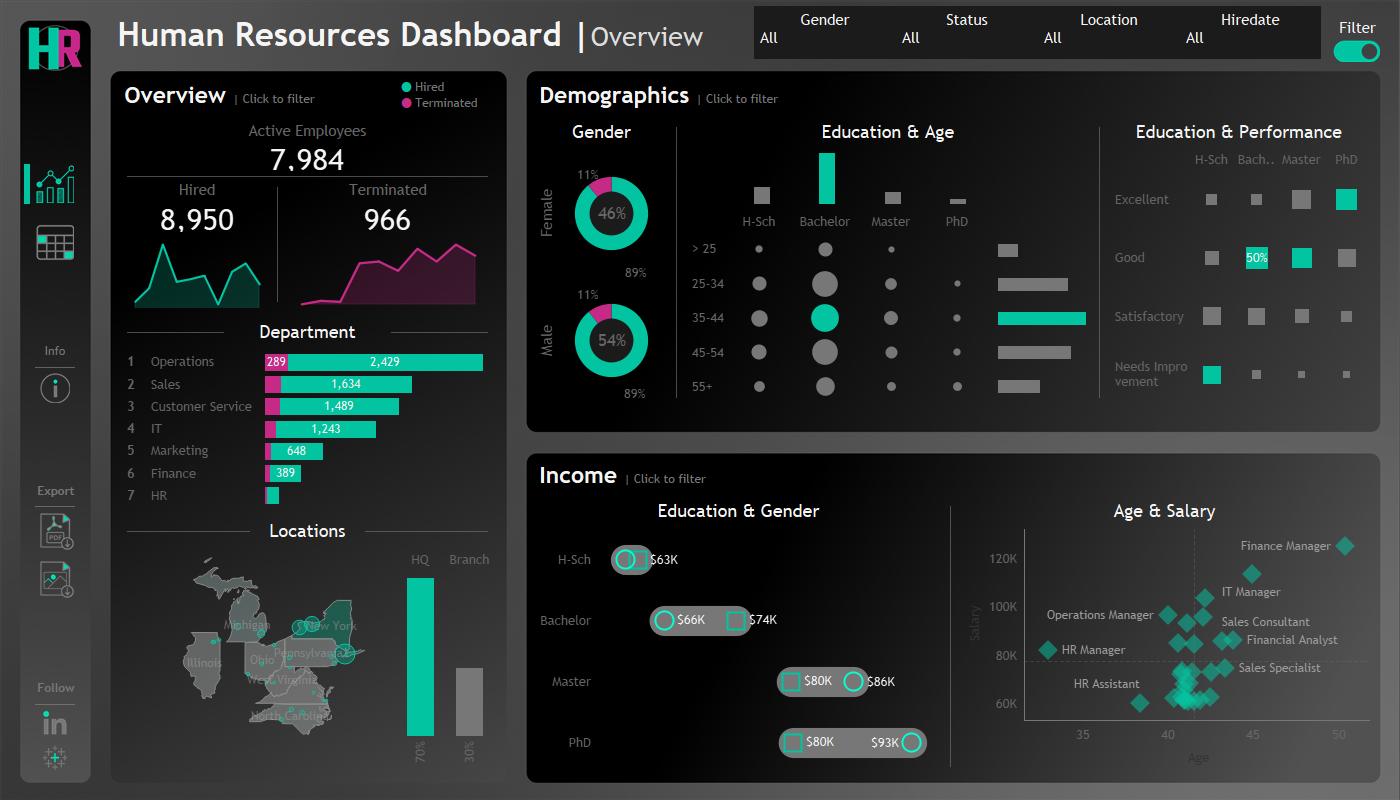 HR
Human Resources Dashboard | Overview
Gender Status Location Hiredate
All All All All
Filter
Info
Export
PDF
Follow
in
Overview | Click to filter
Hired
Terminated
Active Employees
7,984
Hired Terminated
8,950 966
Department
1 Operations 289 2,429
2 Sales 1,634
3 Customer Service 1,489
4 IT 1,243
5 Marketing 648
6 Finance 389
7 HR
Locations
HQ Branch
Michigan
New York
Pennsylvania
Illinois
Ohio
West Virginia
North Carolina
70% 30%
Demographics | Click to filter
Gender
Female
11%
46%
89%
Male
11%
54%
89%
Education & Age
H-Sch Bachelor Master PhD
> 25
25-34
35-44
45-54
55+
Education & Performance
H-Sch Bach.. Master PhD
Excellent
Good 50%
Satisfactory
Needs Impro
vement
Income | Click to filter
Education & Gender
H-Sch $63K
Bachelor $66K $74K
Master $80K $86K
PhD $80K $93K
Age & Salary
Salary
120K
100K
80K
60K
Finance Manager
IT Manager
Operations Manager
Sales Consultant
Financial Analyst
HR Manager
Sales Specialist
HR Assistant
35 40 45 50
Age